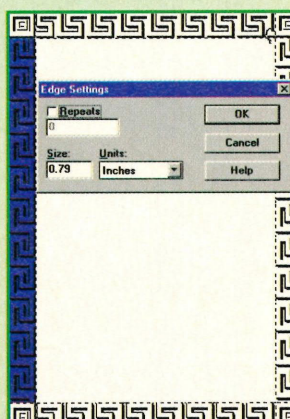 Edge Settings
Repeats
0
OK
Cancel
Size: Units:
0.79 Inches
Help